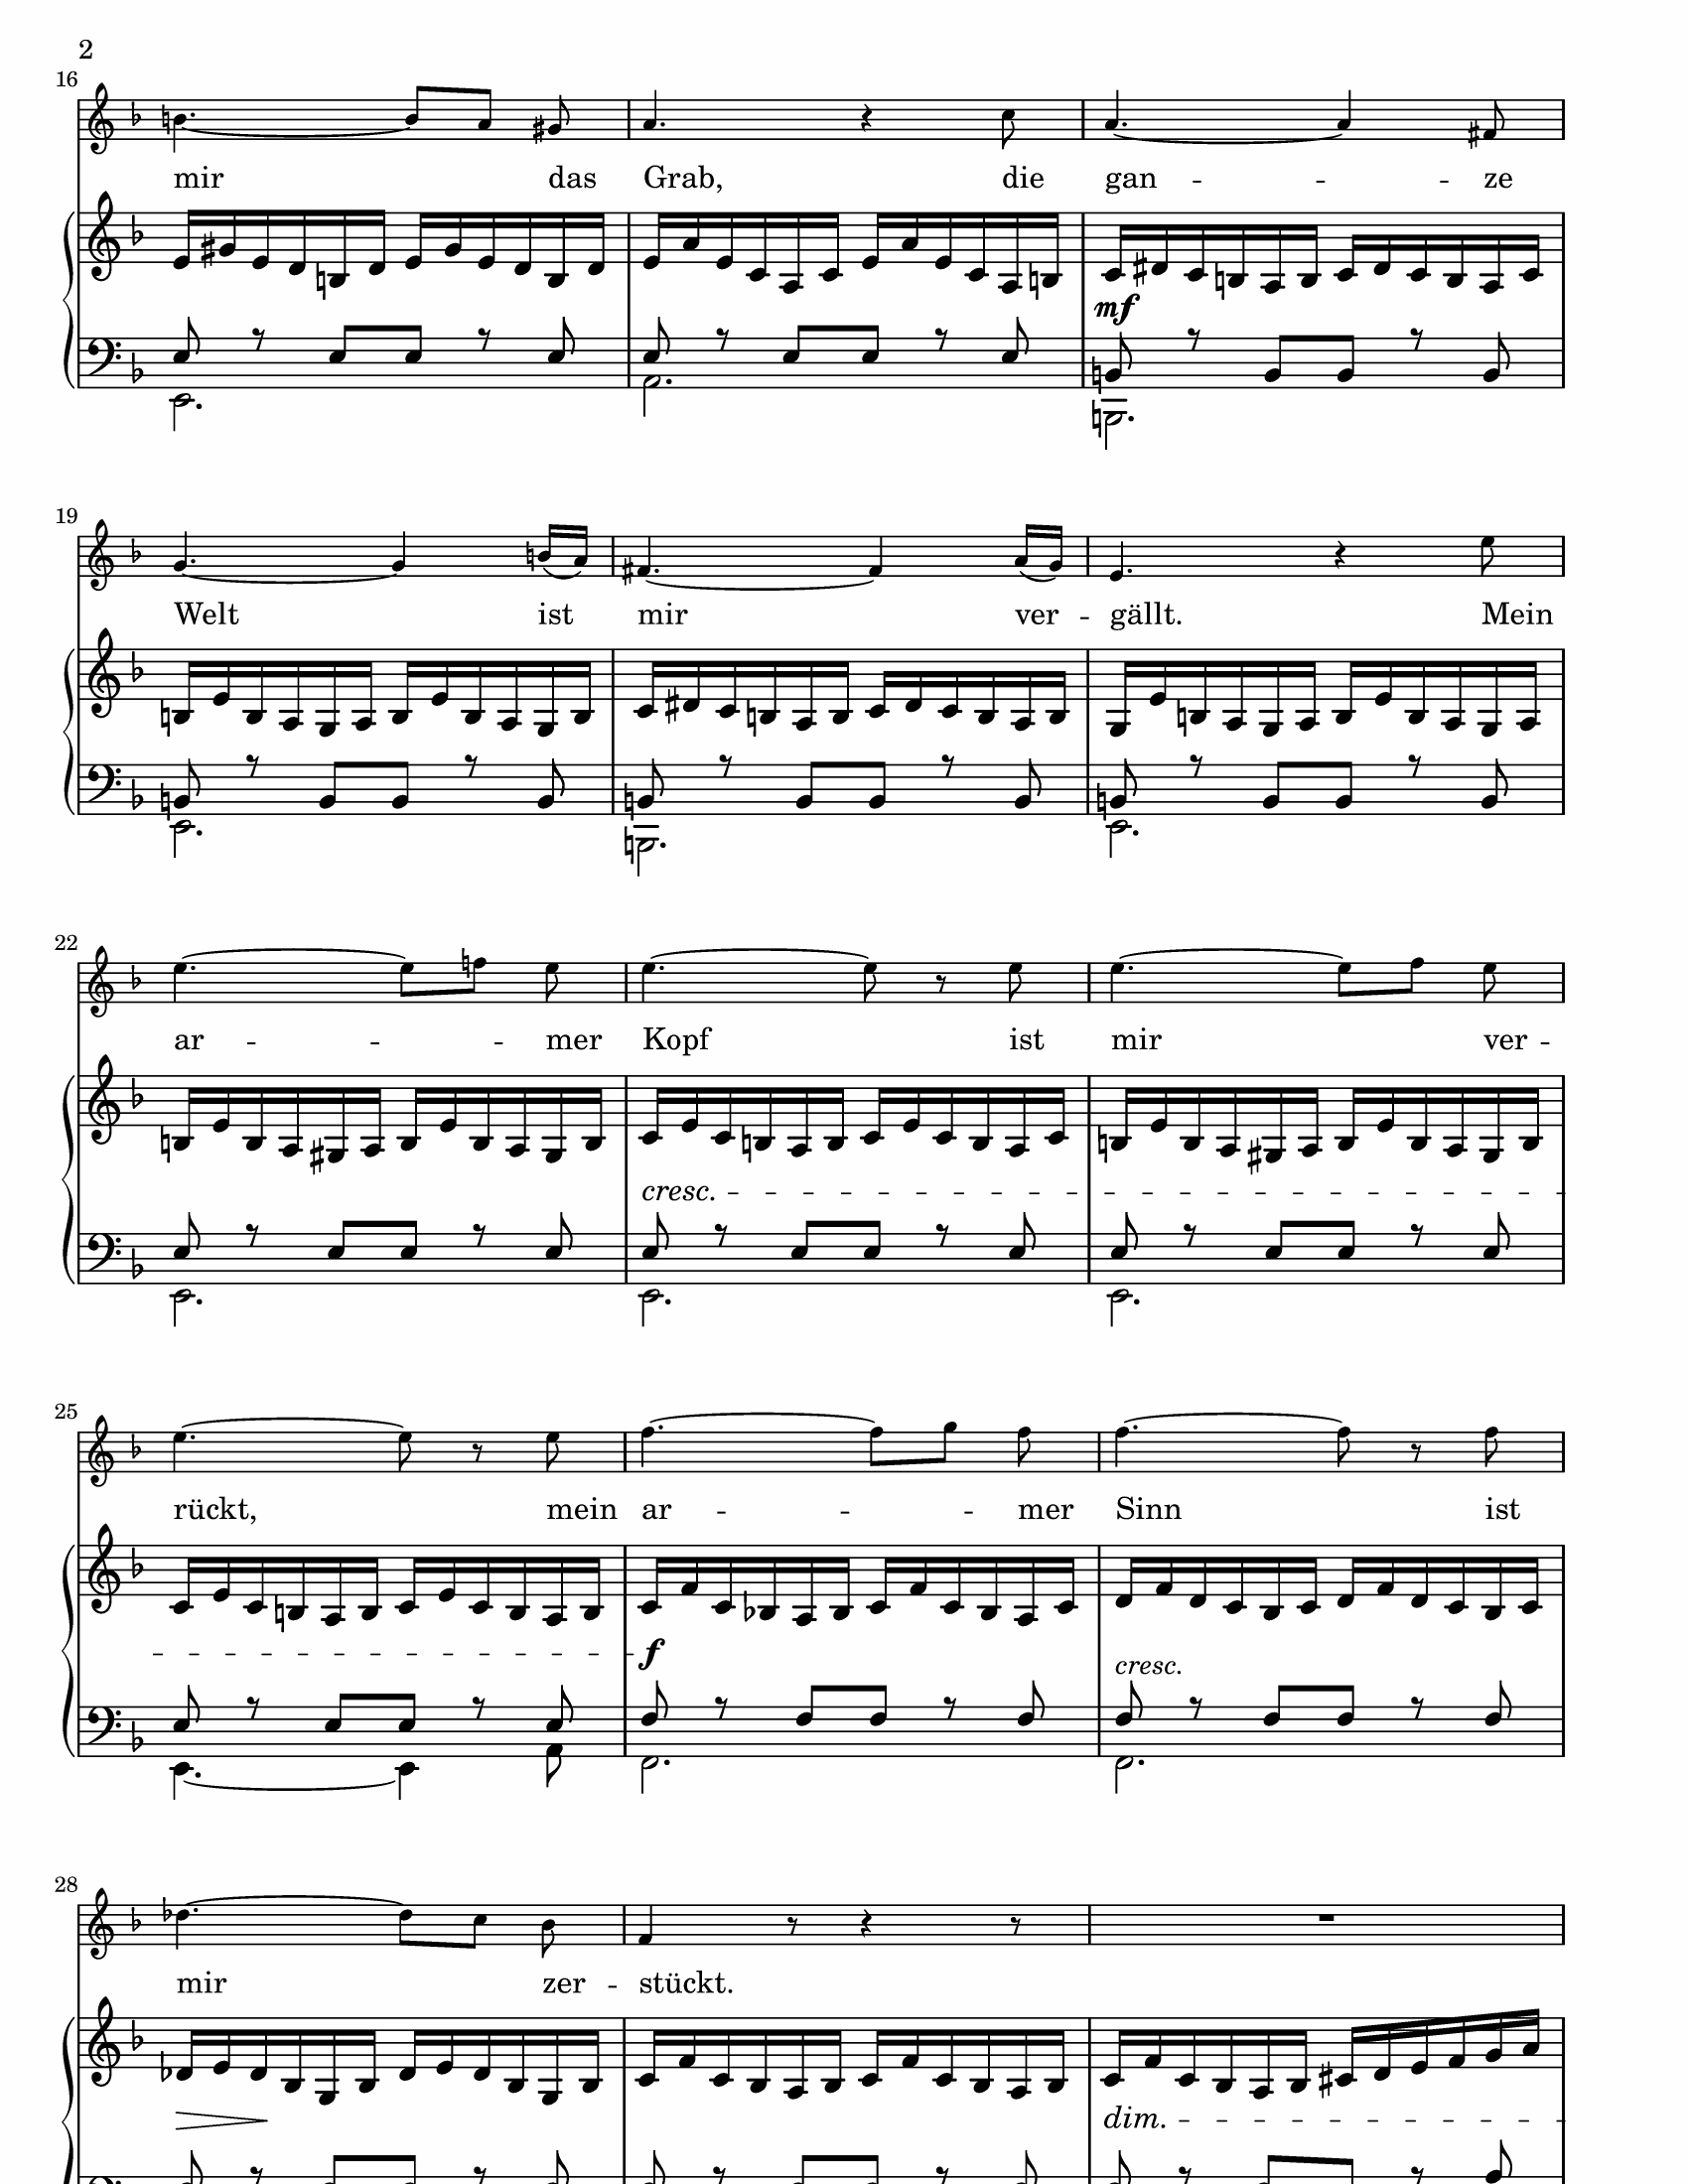 2
16
mir das Grab, die gan - - ze
mf
19
Welt ist mir ver - gällt. Mein
22
ar - - mer Kopf ist mir ver -
cresc. - - - - - - - - - - - - - - - - - - - - -
25
rückt, mein ar - - mer Sinn ist
- - - - - - - - - - - - f
cresc.
28
mir zer - stückt.
dim. - - - - - - - - - -